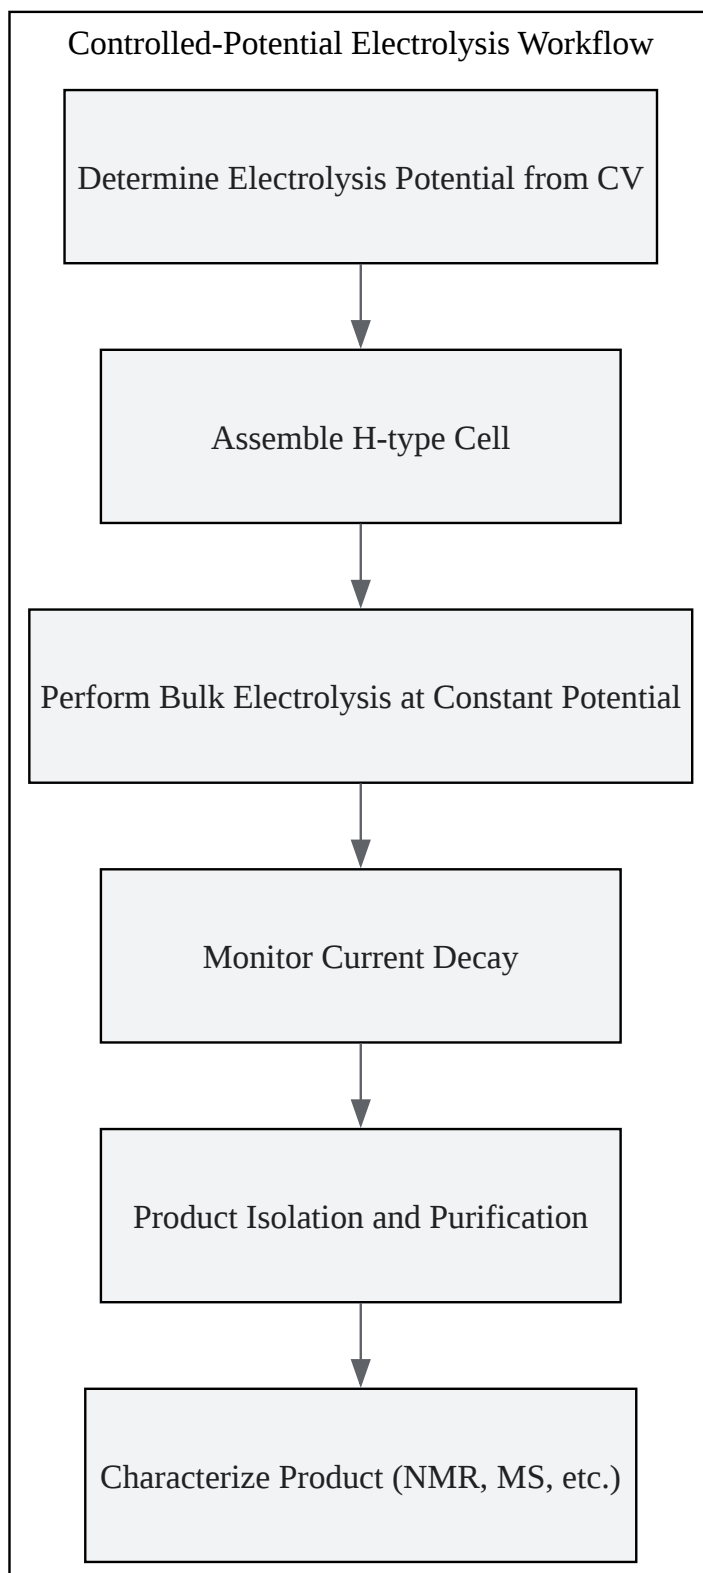 Controlled-Potential Electrolysis Workflow
Determine Electrolysis Potential from CV
Assemble H-type Cell
Perform Bulk Electrolysis at Constant Potential
Monitor Current Decay
Product Isolation and Purification
Characterize Product (NMR, MS, etc.)